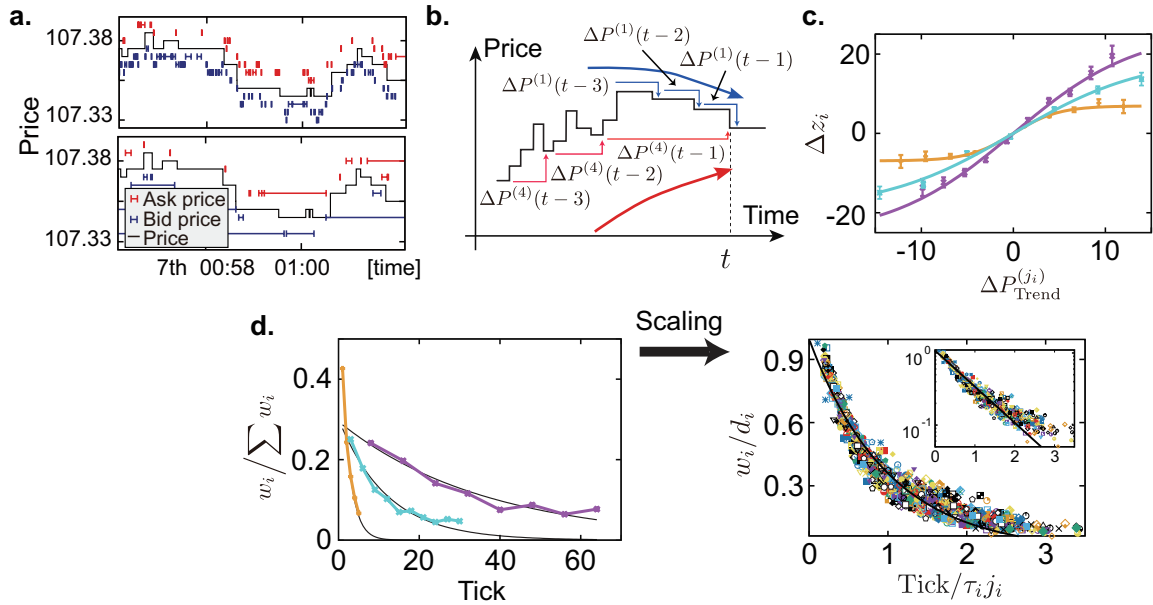 a.
Price
107.38
107.33
107.38
107.33
Ask price
Bid price
Price
7th 00:58 01:00 [time]
b.
Price
ΔP⁽¹⁾(t−2)
ΔP⁽¹⁾(t−1)
ΔP⁽¹⁾(t−3)
ΔP⁽⁴⁾(t−1)
ΔP⁽⁴⁾(t−2)
ΔP⁽⁴⁾(t−3)
Time
t
c.
Δz_i
20
0
-20
-10 0 10
ΔP_Trend^(j_i)
d.
w_i/∑w_i
0.4
0.2
0
0 20 40 60
Tick
Scaling
w_i/d_i
0.9
0.6
0.3
0 1 2 3
Tick/τ_i j_i
10⁰
10⁻¹
0 1 2 3